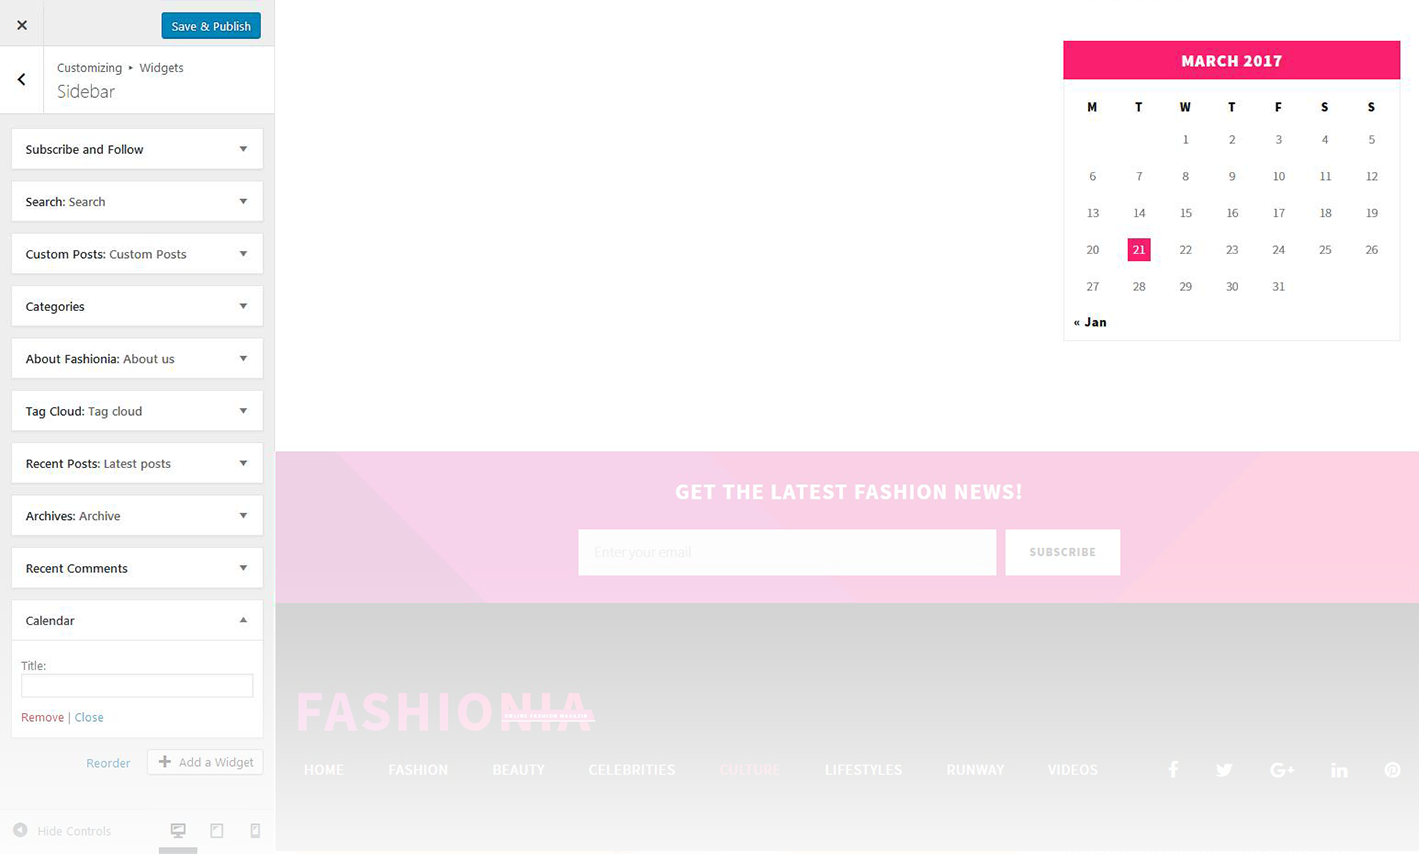 Save & Publish
Customizing ▸ Widgets
Sidebar
Subscribe and Follow
Search: Search
Custom Posts: Custom Posts
Categories
About Fashionia: About us
Tag Cloud: Tag cloud
Recent Posts: Latest posts
Archives: Archive
Recent Comments
Calendar
Title:
Remove | Close
Reorder
Add a Widget
Hide Controls
MARCH 2017
M T W T F S S
1 2 3 4 5
6 7 8 9 10 11 12
13 14 15 16 17 18 19
20 21 22 23 24 25 26
27 28 29 30 31
« Jan
GET THE LATEST FASHION NEWS!
Enter your email
SUBSCRIBE
FASHIONIA
ONLINE FASHION MAGAZINE
HOME FASHION BEAUTY CELEBRITIES CULTURE LIFESTYLES RUNWAY VIDEOS